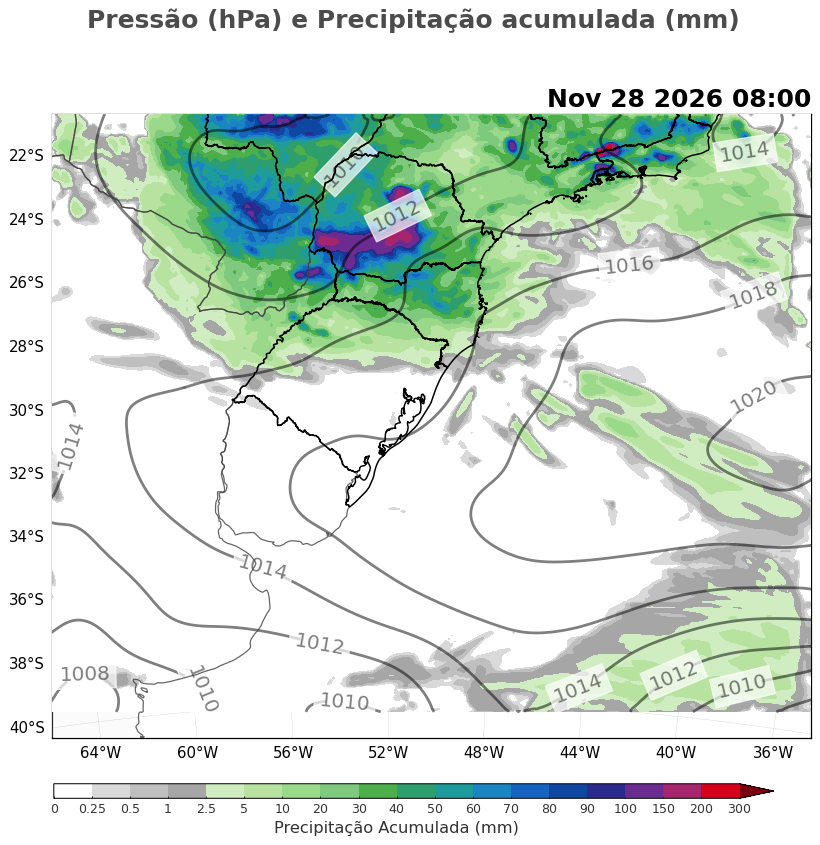 Pressão (hPa) e Precipitação acumulada (mm)
Nov 28 2026 08:00
22°S
24°S
26°S
28°S
30°S
32°S
34°S
36°S
38°S
40°S
1010
1014
1012
1016
1018
1020
1014
1014
1012
1008
1010
1010
1014
1012
1010
64°W 60°W 56°W 52°W 48°W 44°W 40°W 36°W
0 0.25 0.5 1 2.5 5 10 20 30 40 50 60 70 80 90 100 150 200 300
Precipitação Acumulada (mm)